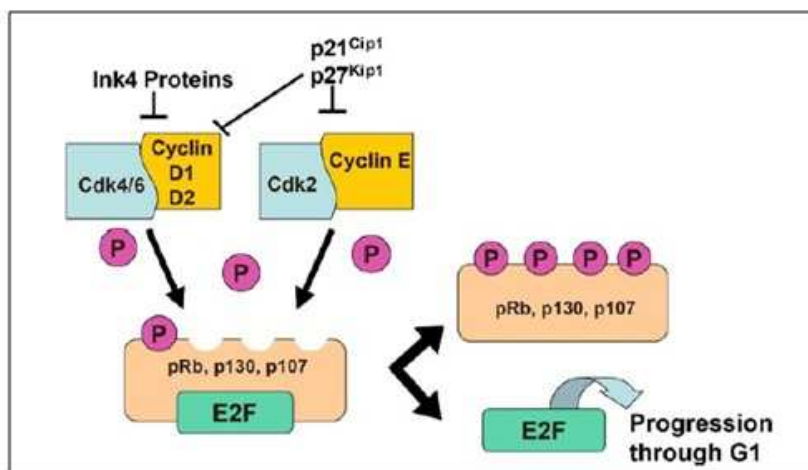 p21Cip1
p27Kip1
Ink4 Proteins
Cyclin
D1
D2
Cdk4/6
Cyclin E
Cdk2
P
P
P
P
pRb, p130, p107
E2F
P P P P
pRb, p130, p107
E2F
Progression
through G1